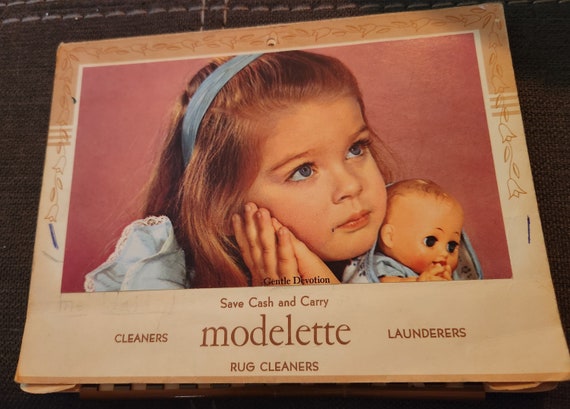 Gentle Devotion
Save Cash and Carry
CLEANERS modelette LAUNDERERS
RUG CLEANERS